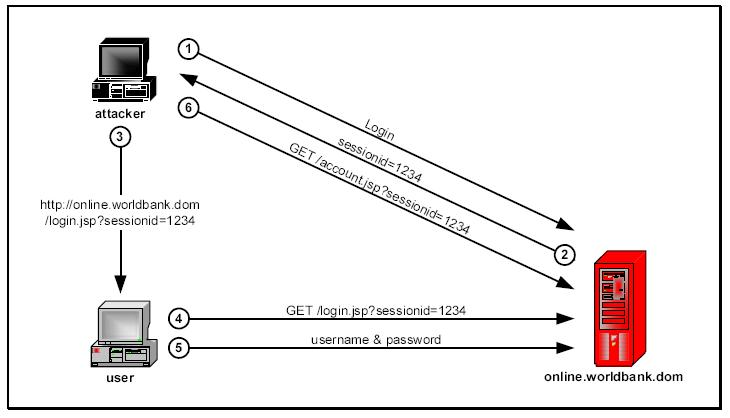 1
Login
attacker
6
sessionid=1234
3
GET /account.jsp?sessionid=1234
http://online.worldbank.dom
/login.jsp?sessionid=1234
2
4
GET /login.jsp?sessionid=1234
5
username & password
user
online.worldbank.dom